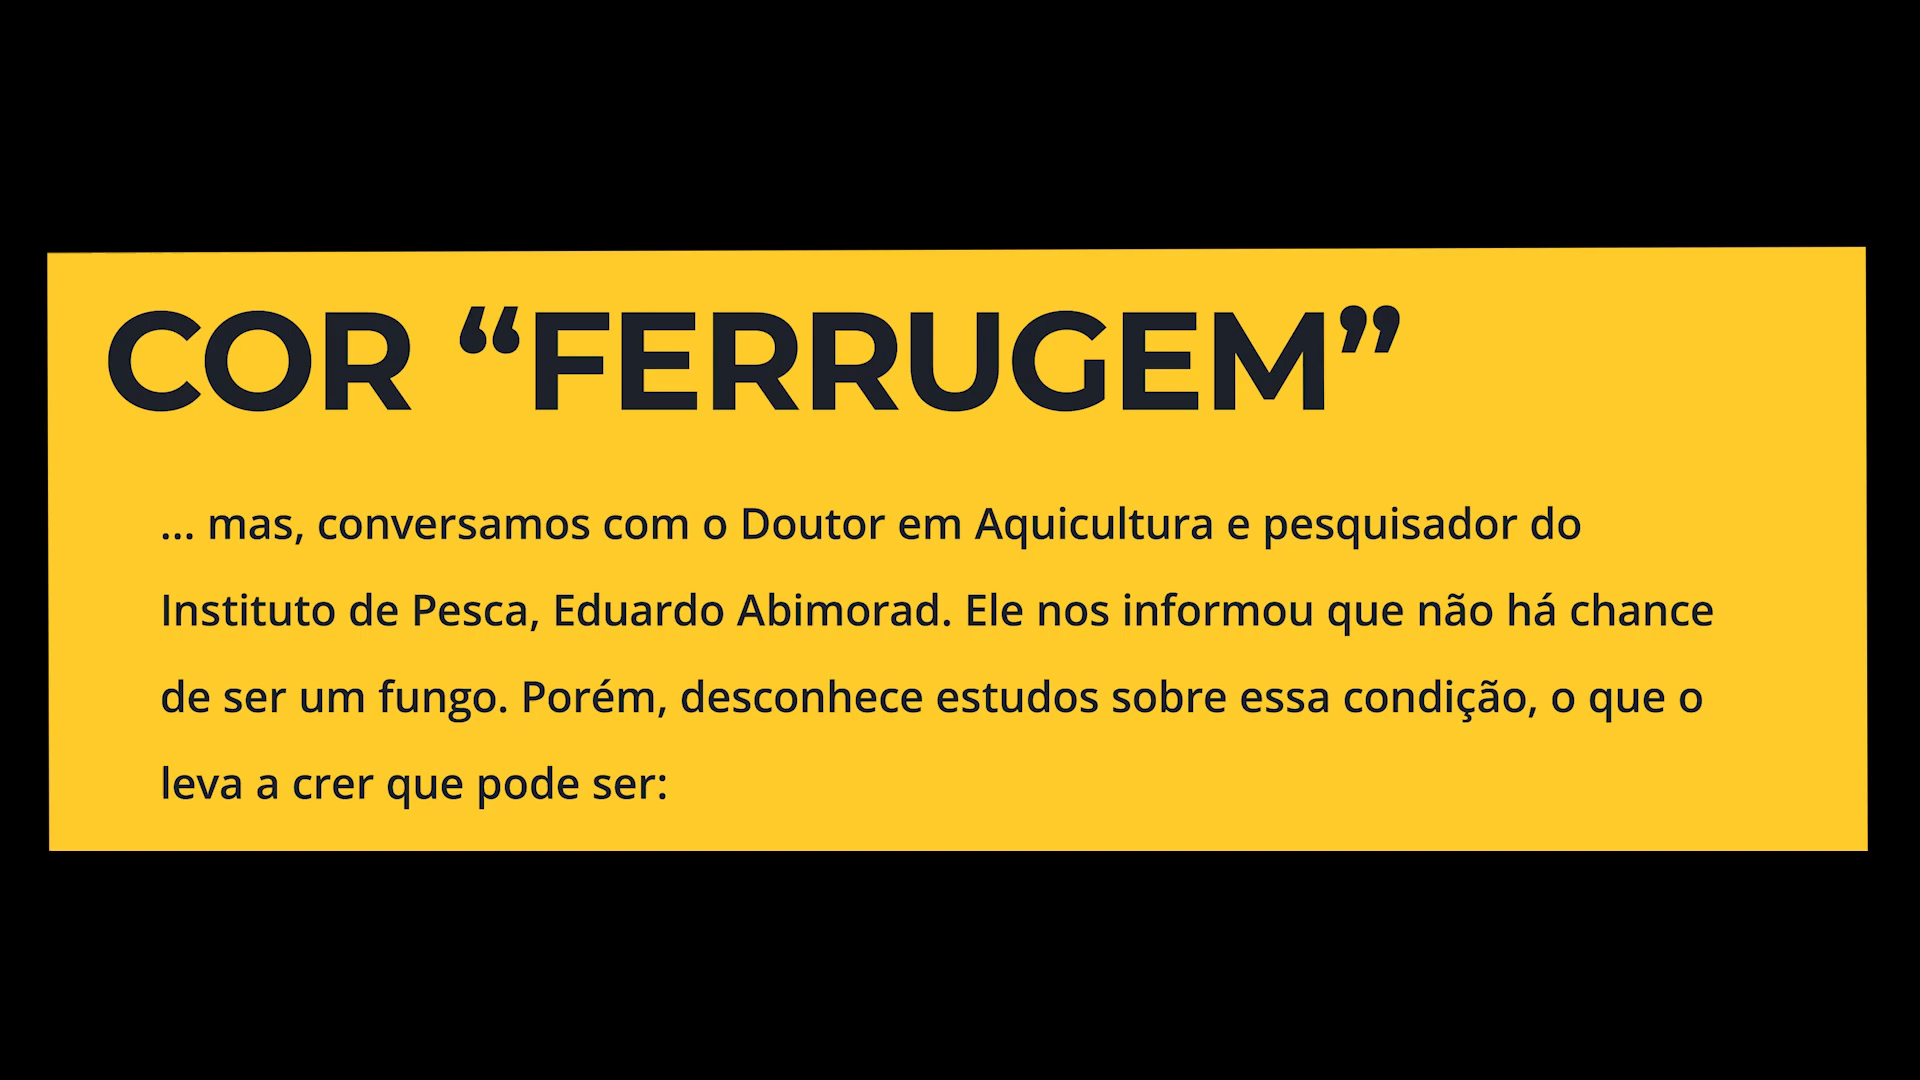 COR “FERRUGEM”
... mas, conversamos com o Doutor em Aquicultura e pesquisador do
Instituto de Pesca, Eduardo Abimorad. Ele nos informou que não há chance
de ser um fungo. Porém, desconhece estudos sobre essa condição, o que o
leva a crer que pode ser: